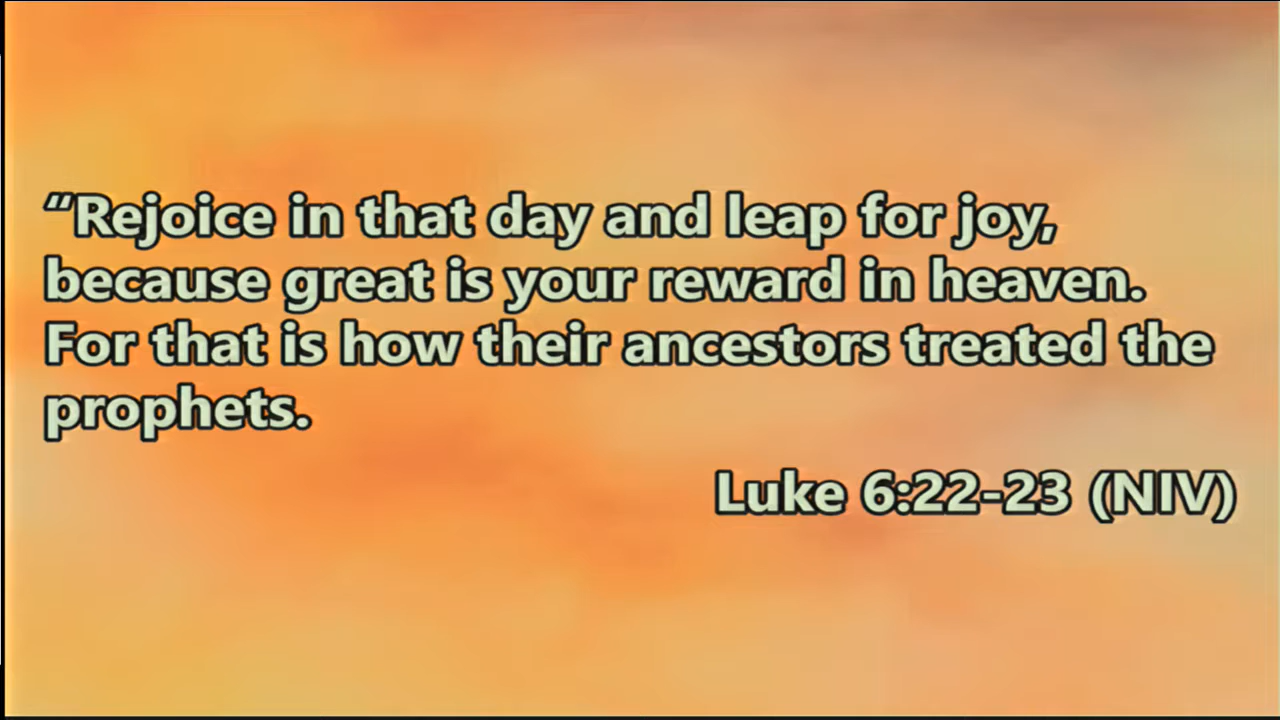 “Rejoice in that day and leap for joy,
because great is your reward in heaven.
For that is how their ancestors treated the
prophets.
Luke 6:22-23 (NIV)